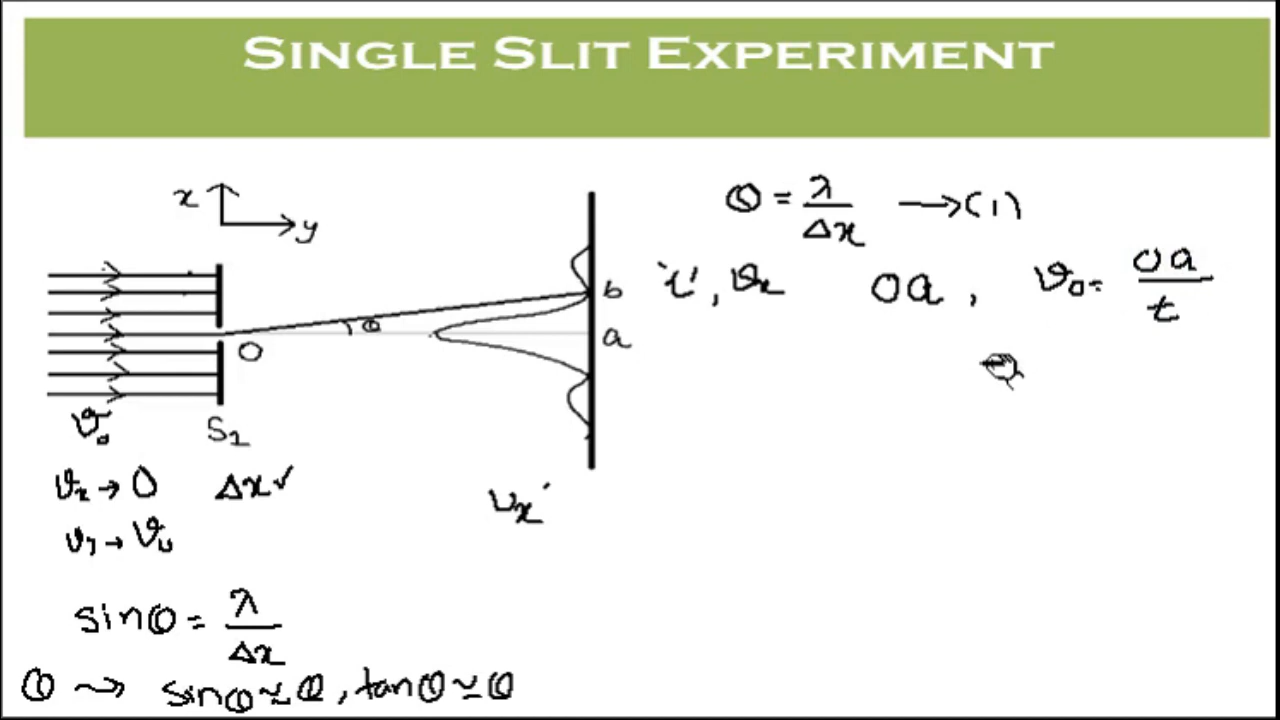 SINGLE SLIT EXPERIMENT
x
y
θ = λ/Δx → (1)
b
't', vₓ
oa,
v₀ = oa/t
θ
a
O
v₀
S₁
vₓ → 0
Δx ✓
vₓ'
vy → v₀
sinθ = λ/Δx
θ → sinθ ≃ θ, tanθ ≃ θ